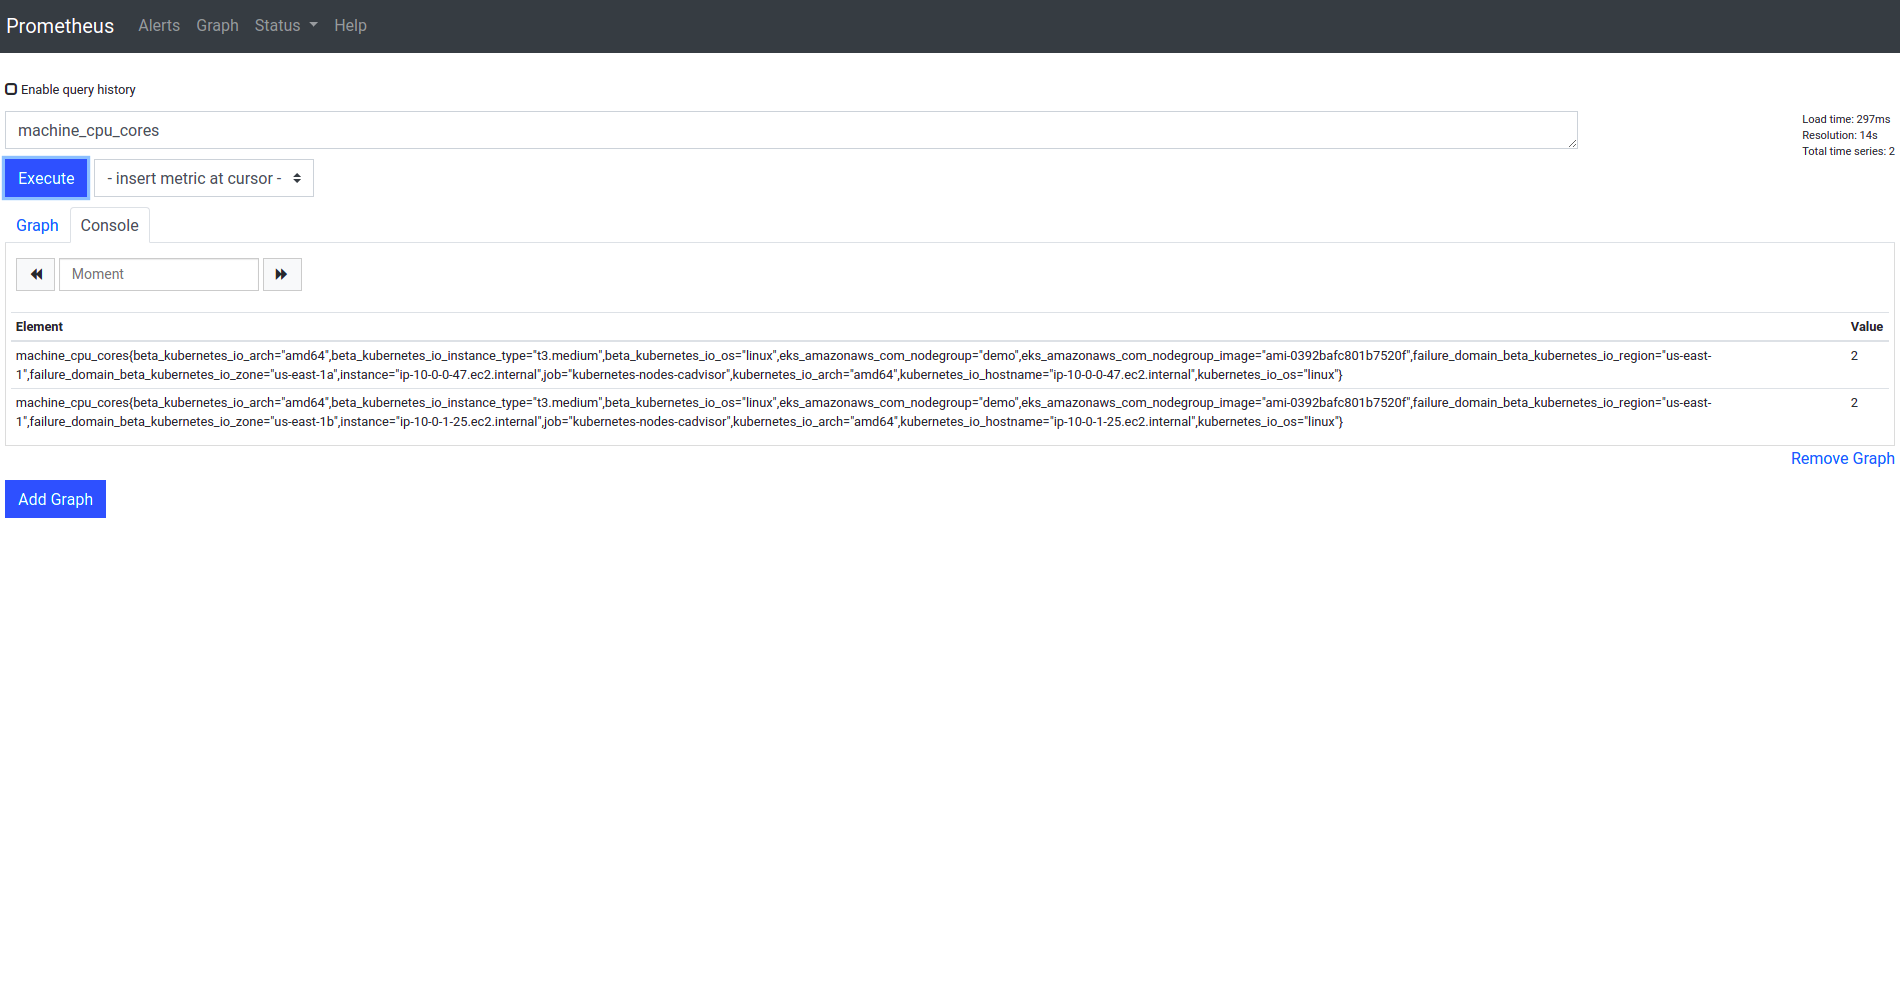 Prometheus Alerts Graph Status Help
Enable query history
machine_cpu_cores
Load time: 297ms
Resolution: 14s
Total time series: 2
Execute - insert metric at cursor -
Graph Console
Moment
Element Value
machine_cpu_cores{beta_kubernetes_io_arch="amd64",beta_kubernetes_io_instance_type="t3.medium",beta_kubernetes_io_os="linux",eks_amazonaws_com_nodegroup="demo",eks_amazonaws_com_nodegroup_image="ami-0392bafc801b7520f",failure_domain_beta_kubernetes_io_region="us-east- 2
1",failure_domain_beta_kubernetes_io_zone="us-east-1a",instance="ip-10-0-0-47.ec2.internal",job="kubernetes-nodes-cadvisor",kubernetes_io_arch="amd64",kubernetes_io_hostname="ip-10-0-0-47.ec2.internal",kubernetes_io_os="linux"}
machine_cpu_cores{beta_kubernetes_io_arch="amd64",beta_kubernetes_io_instance_type="t3.medium",beta_kubernetes_io_os="linux",eks_amazonaws_com_nodegroup="demo",eks_amazonaws_com_nodegroup_image="ami-0392bafc801b7520f",failure_domain_beta_kubernetes_io_region="us-east- 2
1",failure_domain_beta_kubernetes_io_zone="us-east-1b",instance="ip-10-0-1-25.ec2.internal",job="kubernetes-nodes-cadvisor",kubernetes_io_arch="amd64",kubernetes_io_hostname="ip-10-0-1-25.ec2.internal",kubernetes_io_os="linux"}
Remove Graph
Add Graph